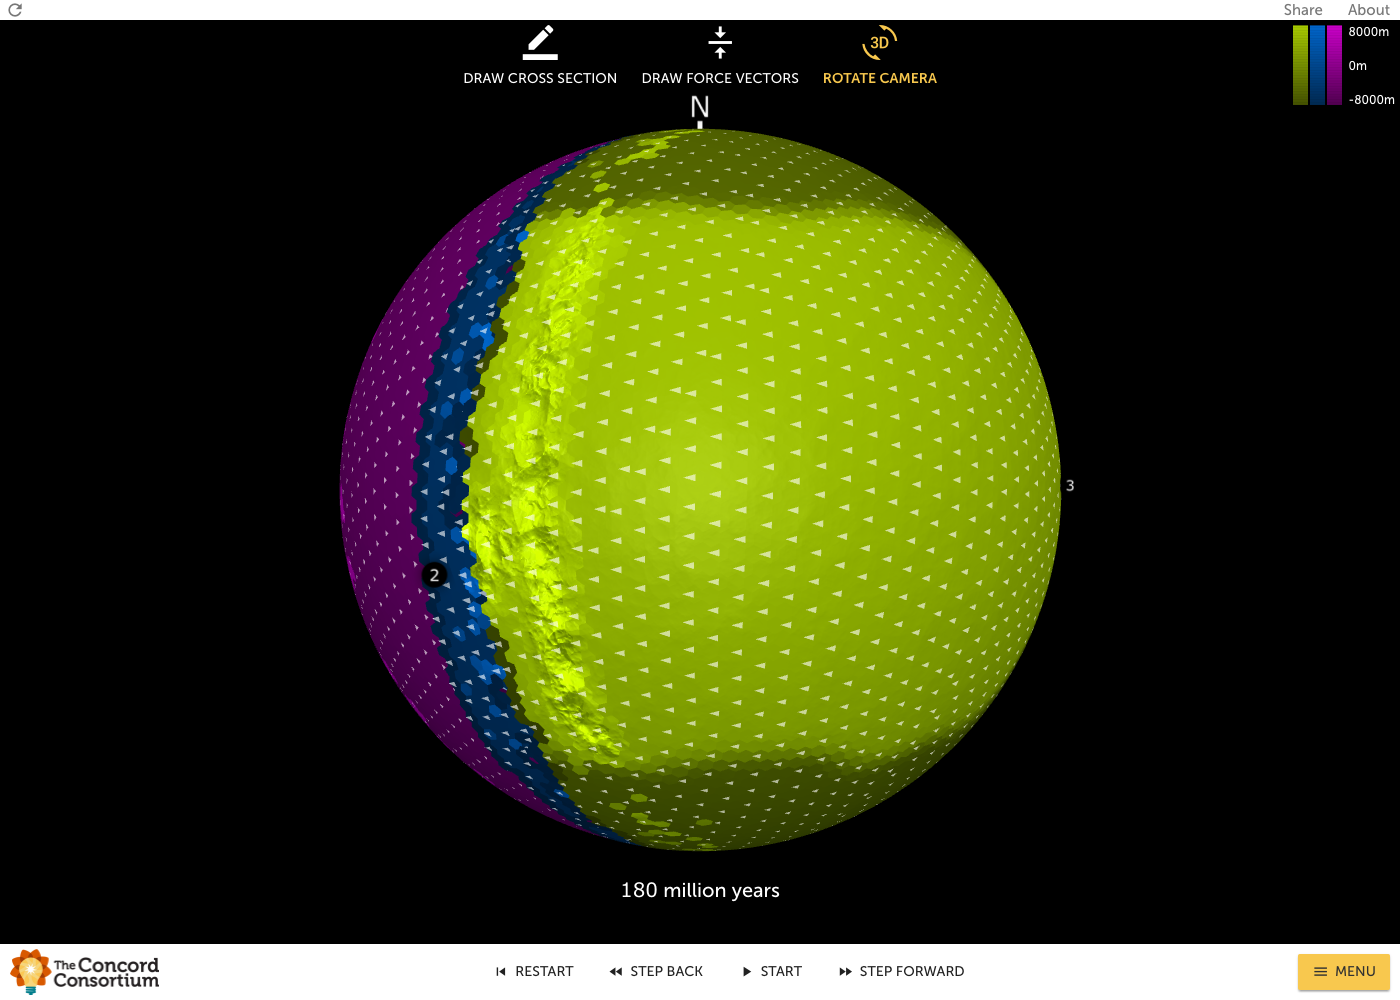 Share About
8000m
0m
-8000m
DRAW CROSS SECTION DRAW FORCE VECTORS ROTATE CAMERA
3D
N
3
2
180 million years
The Concord
Consortium
RESTART STEP BACK START STEP FORWARD
MENU